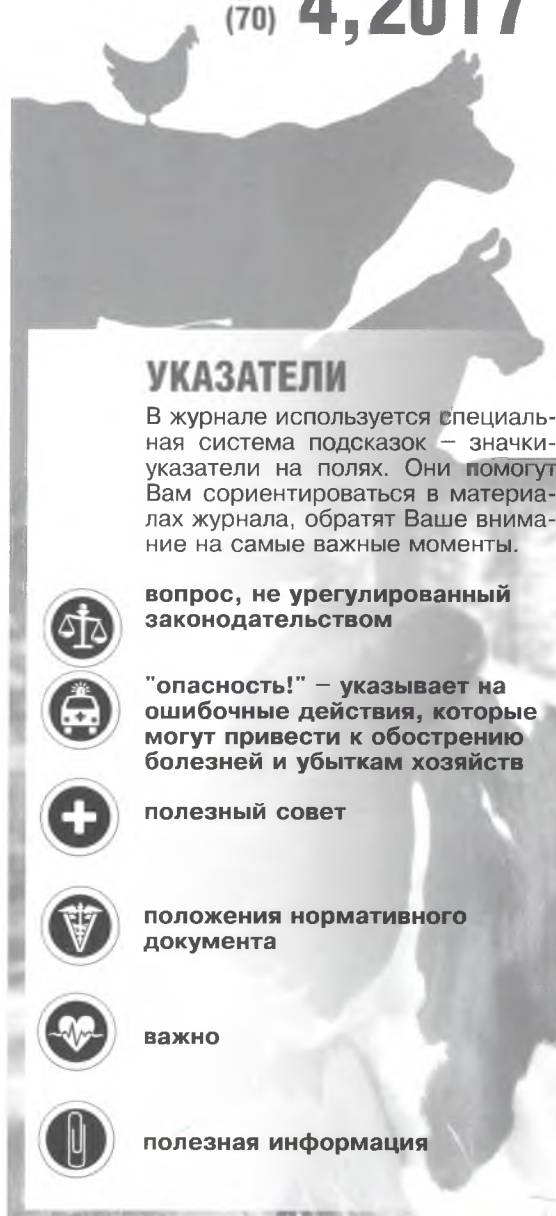 (70) 4,2017
УКАЗАТЕЛИ
В журнале используется специаль-
ная система подсказок – значки-
указатели на полях. Они помогут
Вам сориентироваться в материа-
лах журнала, обратят Ваше внима-
ние на самые важные моменты.
вопрос, не урегулированный
законодательством
"опасность!" – указывает на
ошибочные действия, которые
могут привести к обострению
болезней и убыткам хозяйств
полезный совет
положения нормативного
документа
важно
полезная информация